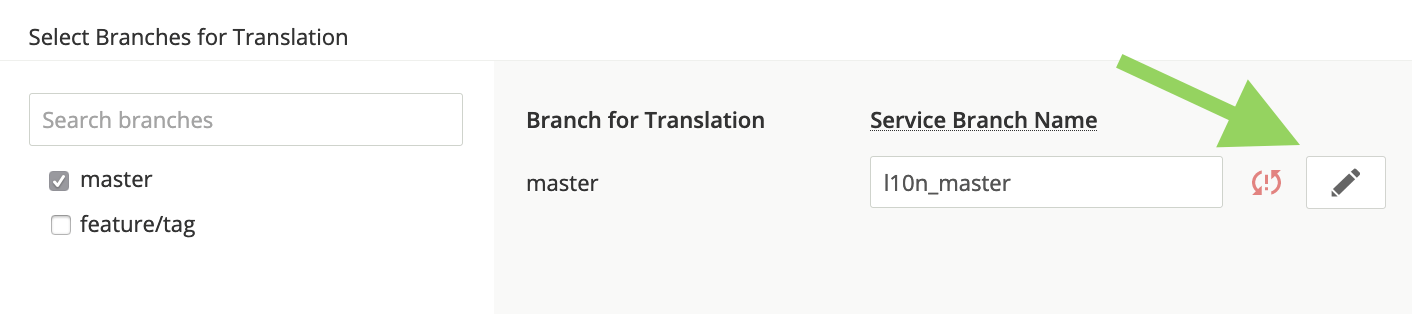 Select Branches for Translation
Search branches
master
feature/tag
Branch for Translation
Service Branch Name
master
l10n_master